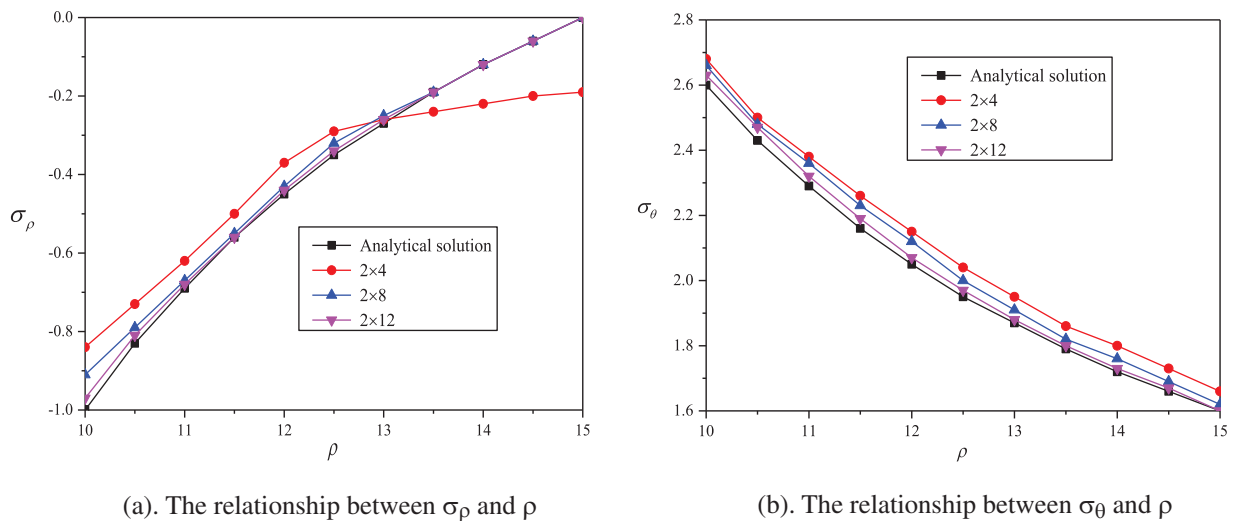 0.0
-0.2
-0.4
-0.6
-0.8
-1.0
σρ
10 11 12 13 14 15
ρ
Analytical solution
2×4
2×8
2×12
(a). The relationship between σρ and ρ
2.8
2.6
2.4
2.2
2.0
1.8
1.6
σθ
10 11 12 13 14 15
ρ
Analytical solution
2×4
2×8
2×12
(b). The relationship between σθ and ρ